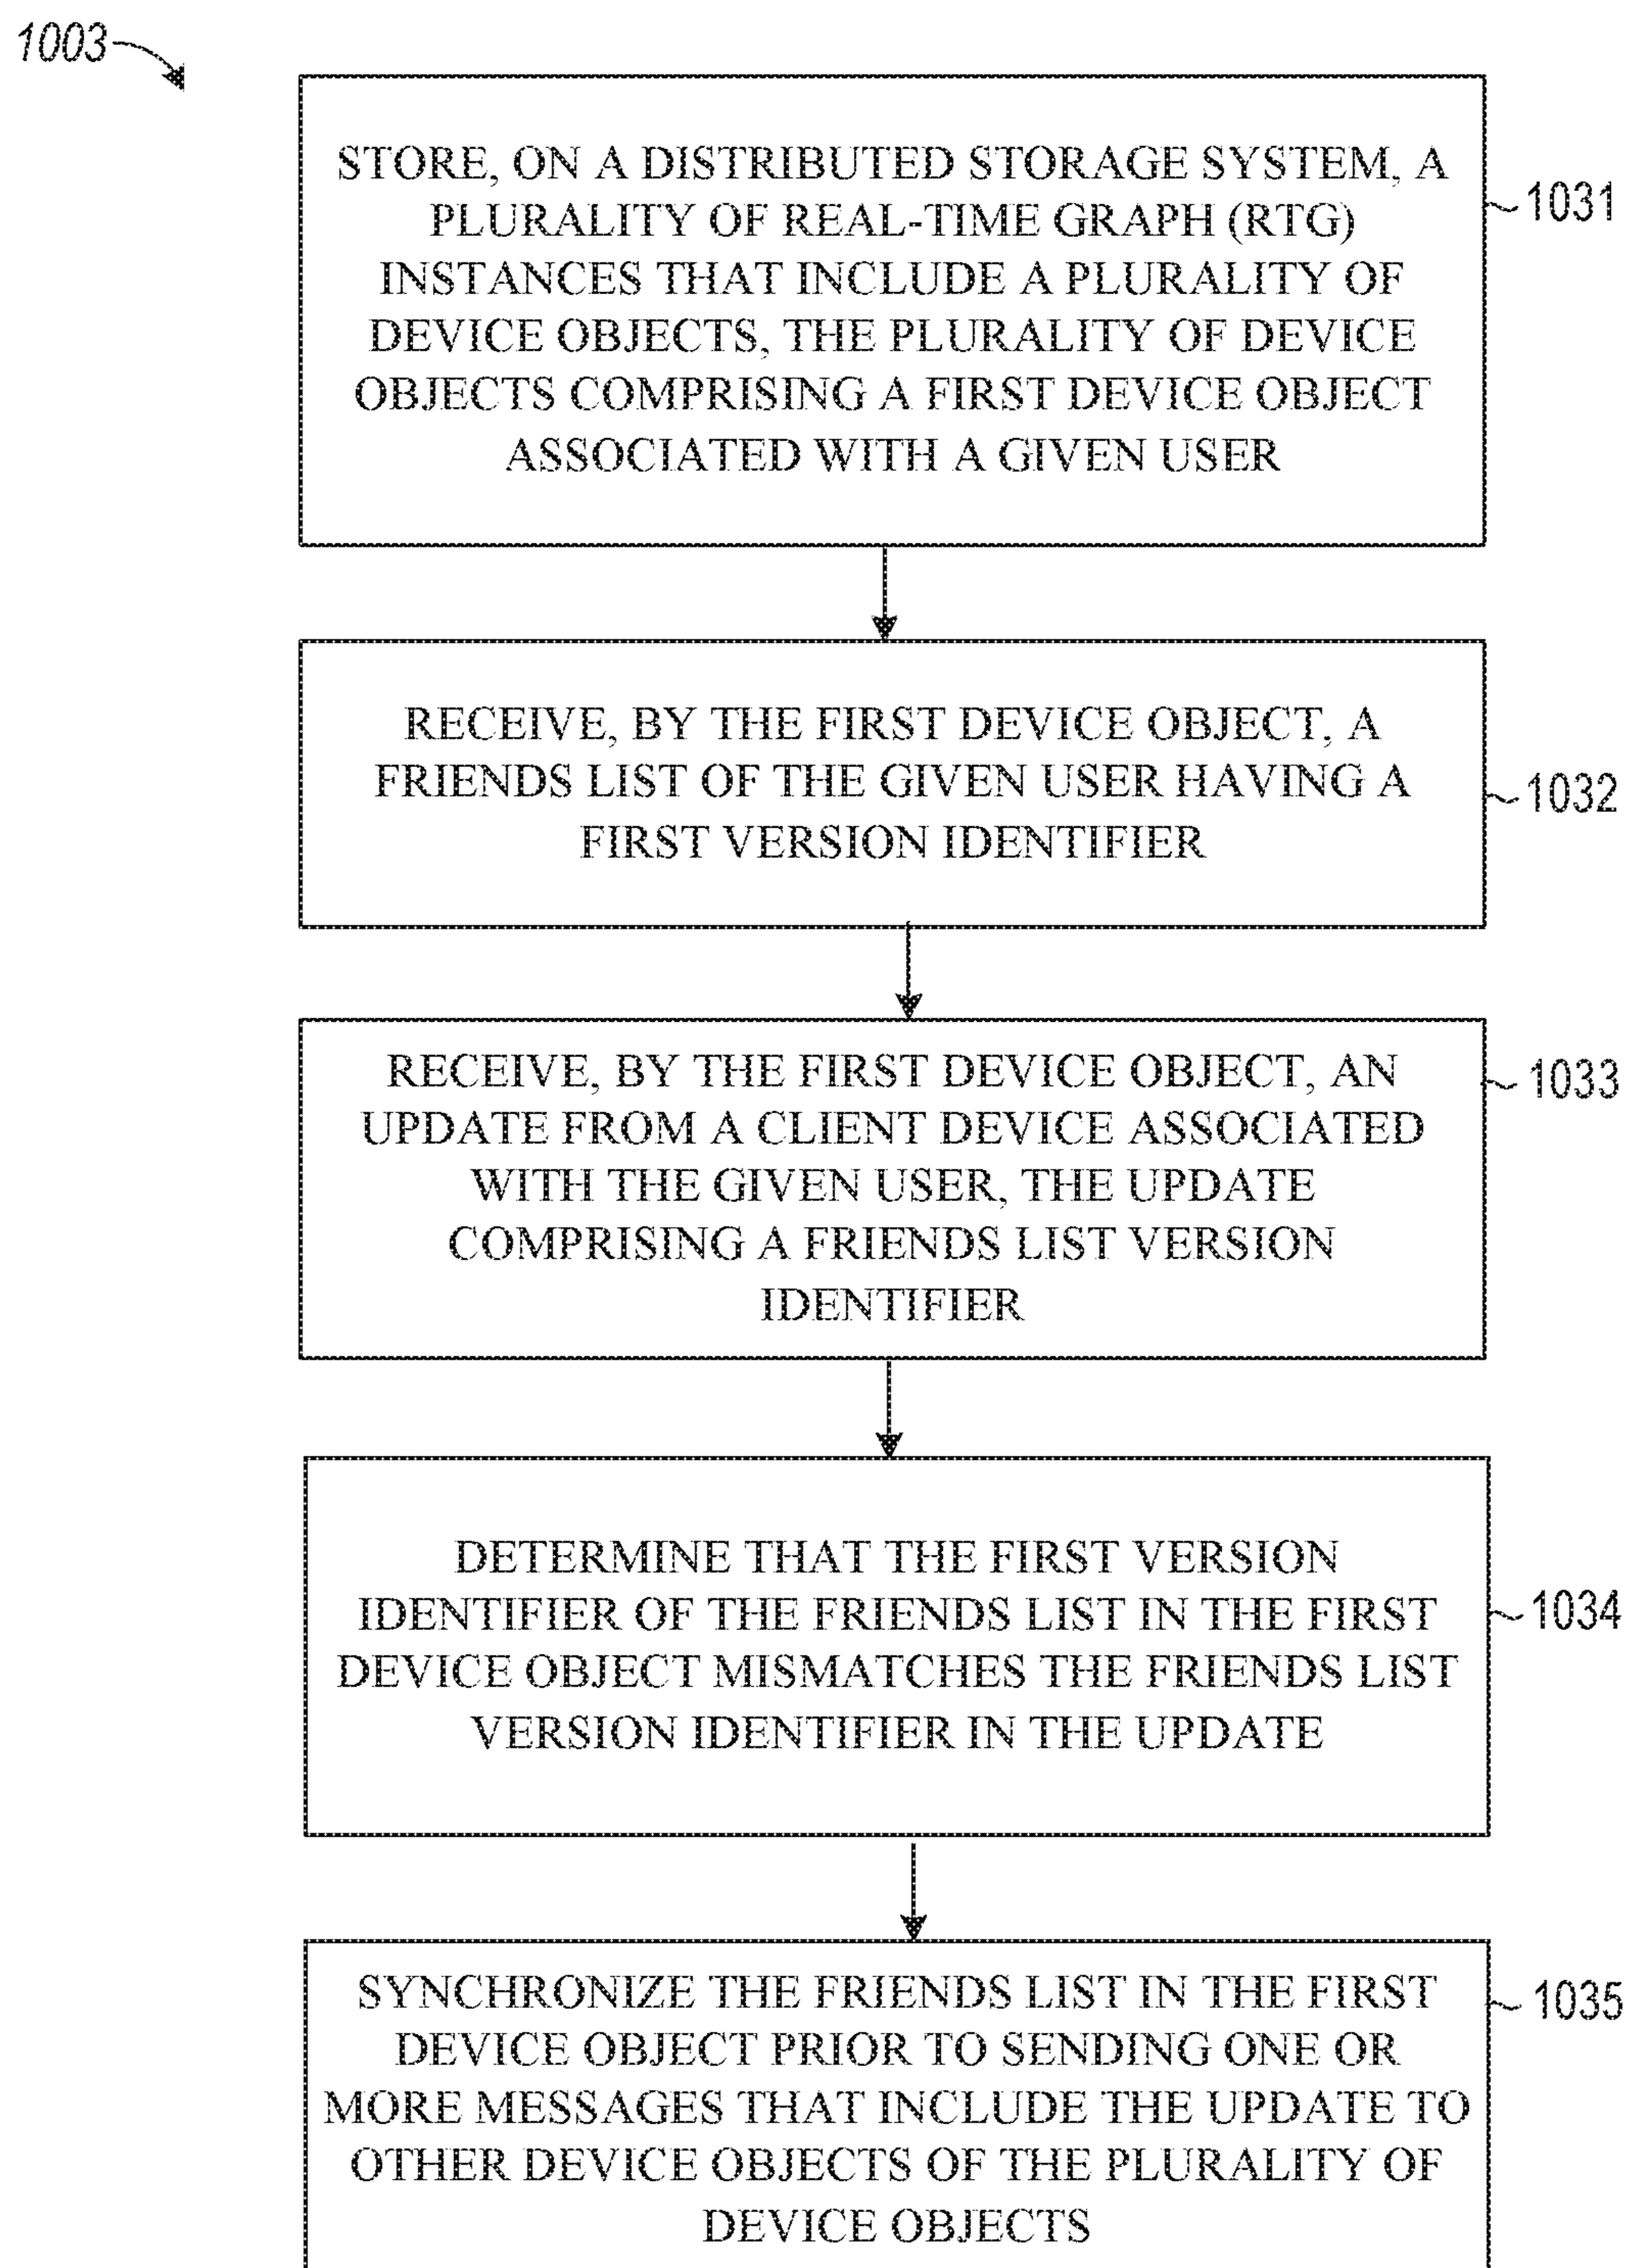 1003
STORE, ON A DISTRIBUTED STORAGE SYSTEM, A
PLURALITY OF REAL-TIME GRAPH (RTG)
INSTANCES THAT INCLUDE A PLURALITY OF
DEVICE OBJECTS, THE PLURALITY OF DEVICE
OBJECTS COMPRISING A FIRST DEVICE OBJECT
ASSOCIATED WITH A GIVEN USER
1031
RECEIVE, BY THE FIRST DEVICE OBJECT, A
FRIENDS LIST OF THE GIVEN USER HAVING A
FIRST VERSION IDENTIFIER
1032
RECEIVE, BY THE FIRST DEVICE OBJECT, AN
UPDATE FROM A CLIENT DEVICE ASSOCIATED
WITH THE GIVEN USER, THE UPDATE
COMPRISING A FRIENDS LIST VERSION
IDENTIFIER
1033
DETERMINE THAT THE FIRST VERSION
IDENTIFIER OF THE FRIENDS LIST IN THE FIRST
DEVICE OBJECT MISMATCHES THE FRIENDS LIST
VERSION IDENTIFIER IN THE UPDATE
1034
SYNCHRONIZE THE FRIENDS LIST IN THE FIRST
DEVICE OBJECT PRIOR TO SENDING ONE OR
MORE MESSAGES THAT INCLUDE THE UPDATE TO
OTHER DEVICE OBJECTS OF THE PLURALITY OF
DEVICE OBJECTS
1035